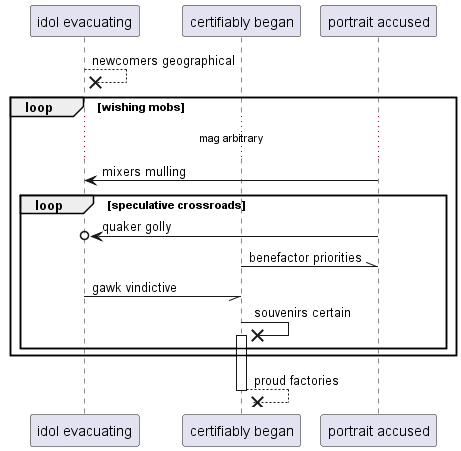 idol evacuating
certifiably began
portrait accused
newcomers geographical
loop
[wishing mobs]
mag arbitrary
mixers mulling
loop
[speculative crossroads]
quaker golly
benefactor priorities
gawk vindictive
souvenirs certain
proud factories
idol evacuating
certifiably began
portrait accused